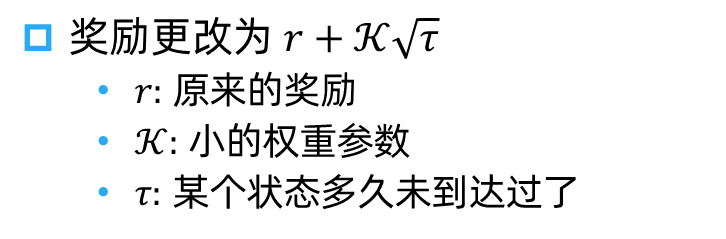 奖励更改为 r + 𝒦√τ
r: 原来的奖励
𝒦: 小的权重参数
τ: 某个状态多久未到达过了